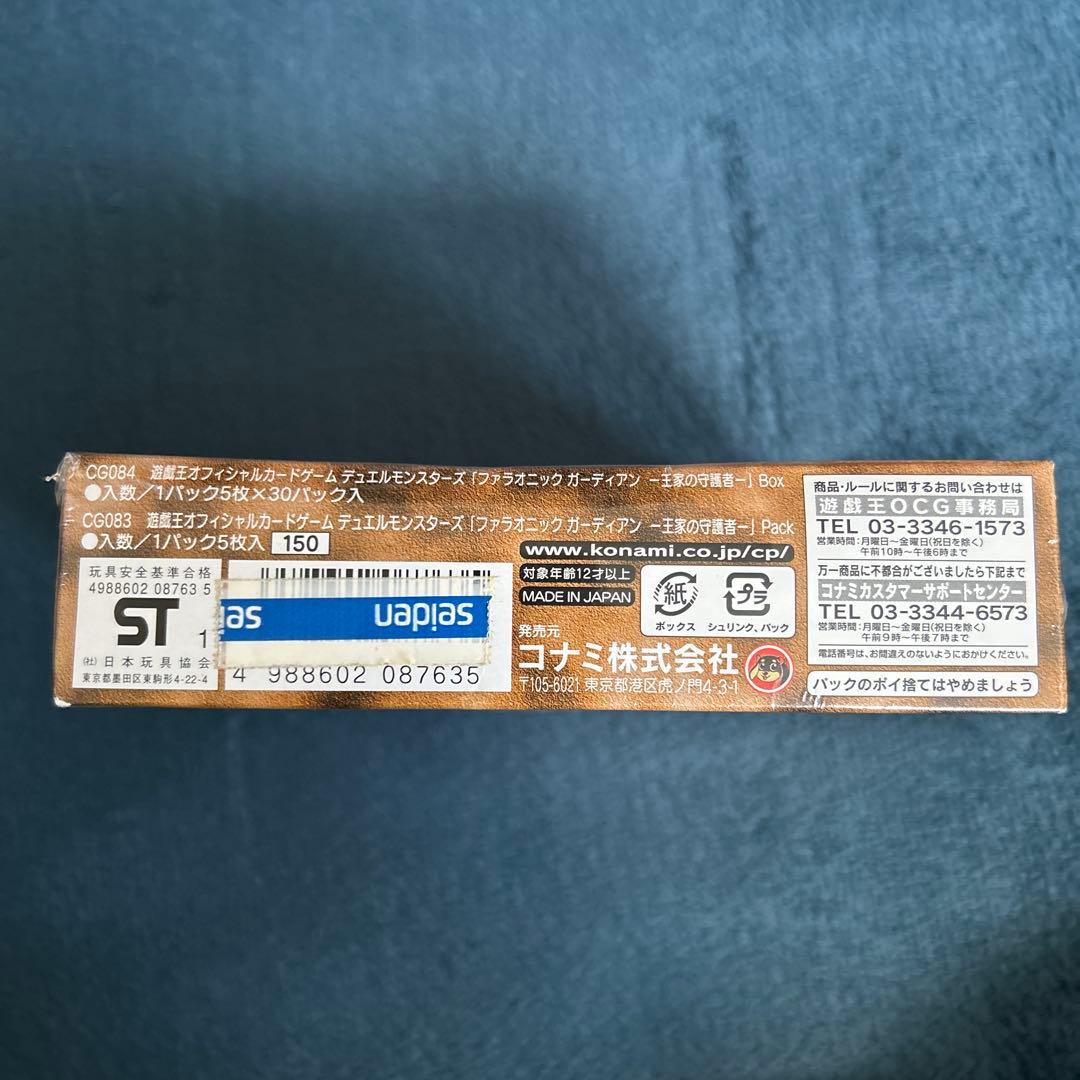 CG084 遊戯王オフィシャルカードゲーム デュエルモンスターズ「ファラオニック ガーディアン ー王家の守護者ー」Box
●入数/1パック5枚×30パック入
CG083 遊戯王オフィシャルカードゲーム デュエルモンスターズ「ファラオニック ガーディアン ー王家の守護者ー」Pack
●入数/1パック5枚入 150
玩具安全基準合格
4988602 08763 5
ST 1
(社)日本玩具協会
東京都墨田区東駒形4-22-4
seiden
4 988602 087635
www.konami.co.jp/cp/
対象年齢12才以上
MADE IN JAPAN
紙
ボックス
プラ
シュリンク、パック
発売元
コナミ株式会社
〒105-6021 東京都港区虎ノ門4-3-1
商品・ルールに関するお問い合わせは
遊戯王OCG事務局
TEL 03-3346-1573
営業時間:月曜日~金曜日(祝日を除く)
午前10時~午後6時まで
万一商品に不都合がございましたら下記まで
コナミカスタマーサポートセンター
TEL 03-3344-6573
営業時間:月曜日~金曜日(祝日を除く)
午前9時~午後7時まで
電話番号は、お間違えのないようにおかけください。
パックのポイ捨てはやめましょう